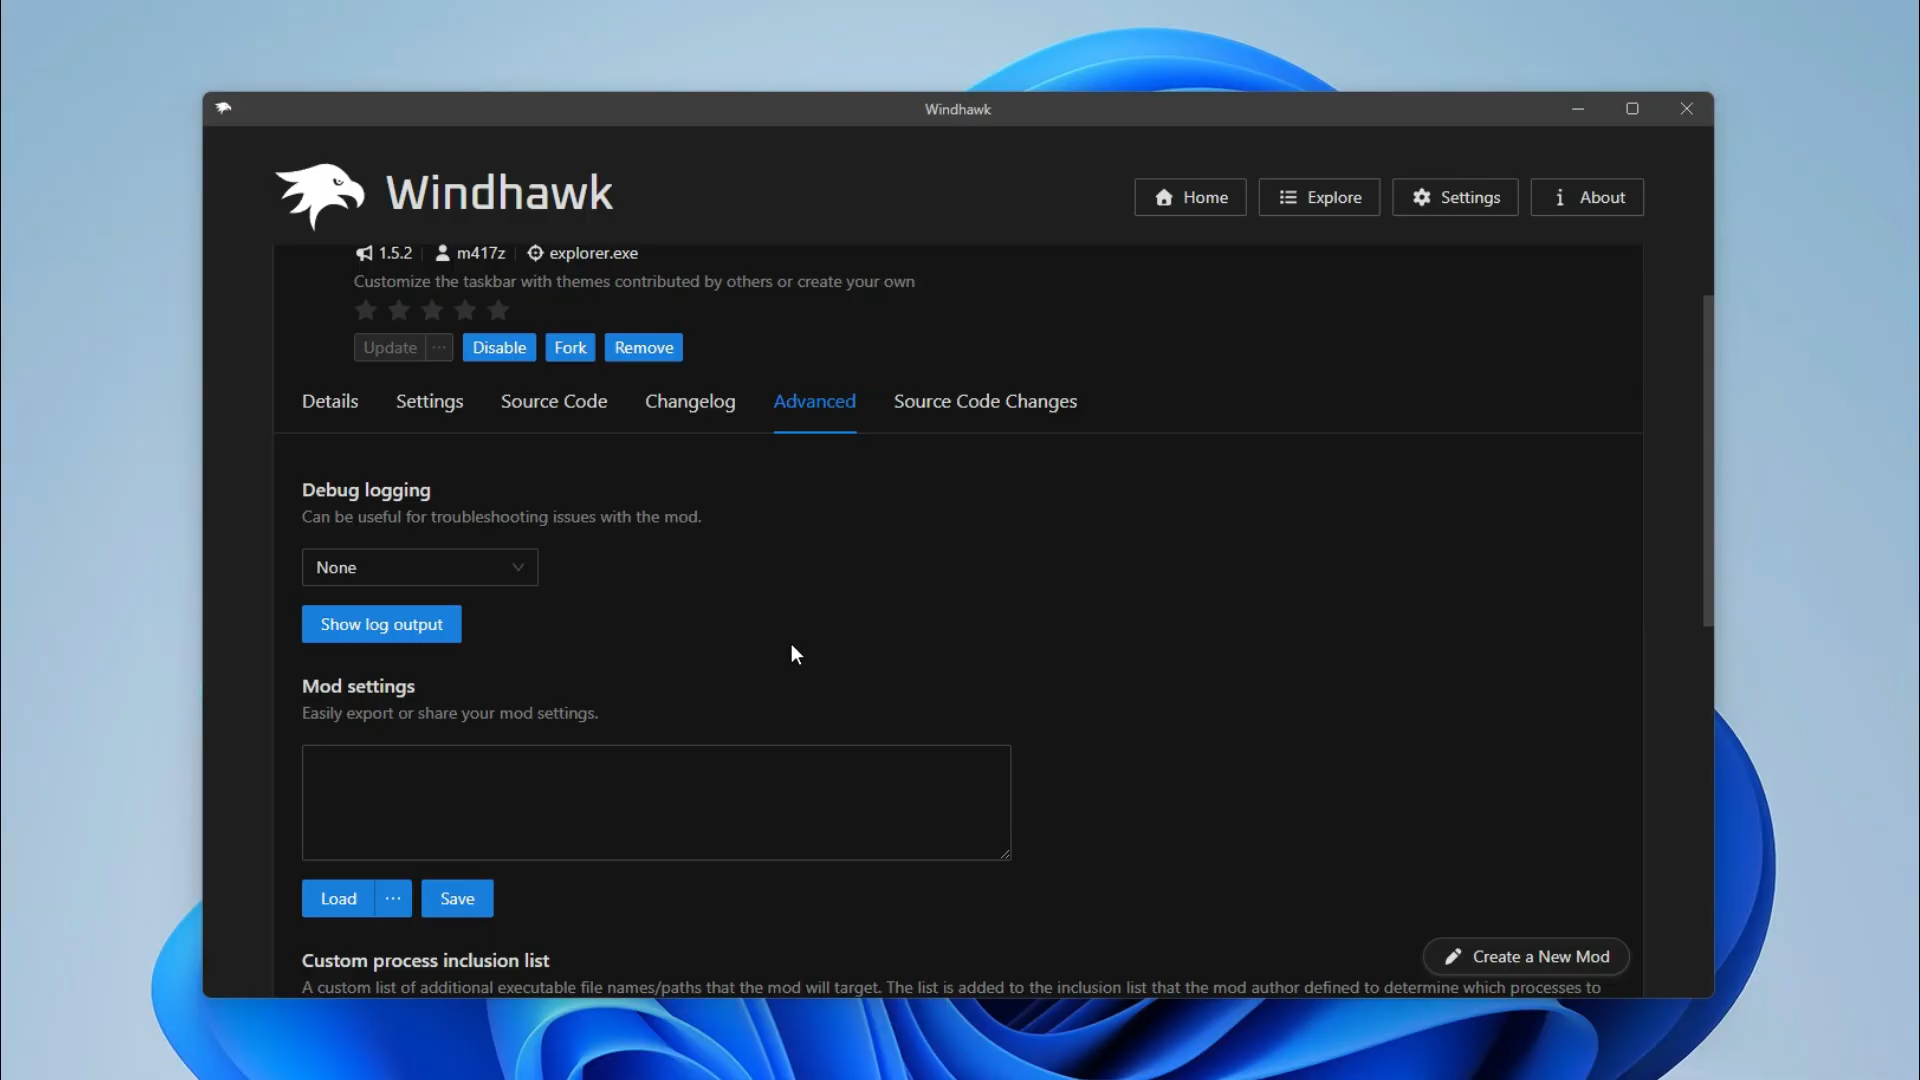 Windhawk
Windhawk
Home
Explore
Settings
About
1.5.2
m417z
explorer.exe
Customize the taskbar with themes contributed by others or create your own
Update
Disable
Fork
Remove
Details
Settings
Source Code
Changelog
Advanced
Source Code Changes
Debug logging
Can be useful for troubleshooting issues with the mod.
None
Show log output
Mod settings
Easily export or share your mod settings.
Load
Save
Custom process inclusion list
Create a New Mod
A custom list of additional executable file names/paths that the mod will target. The list is added to the inclusion list that the mod author defined to determine which processes to